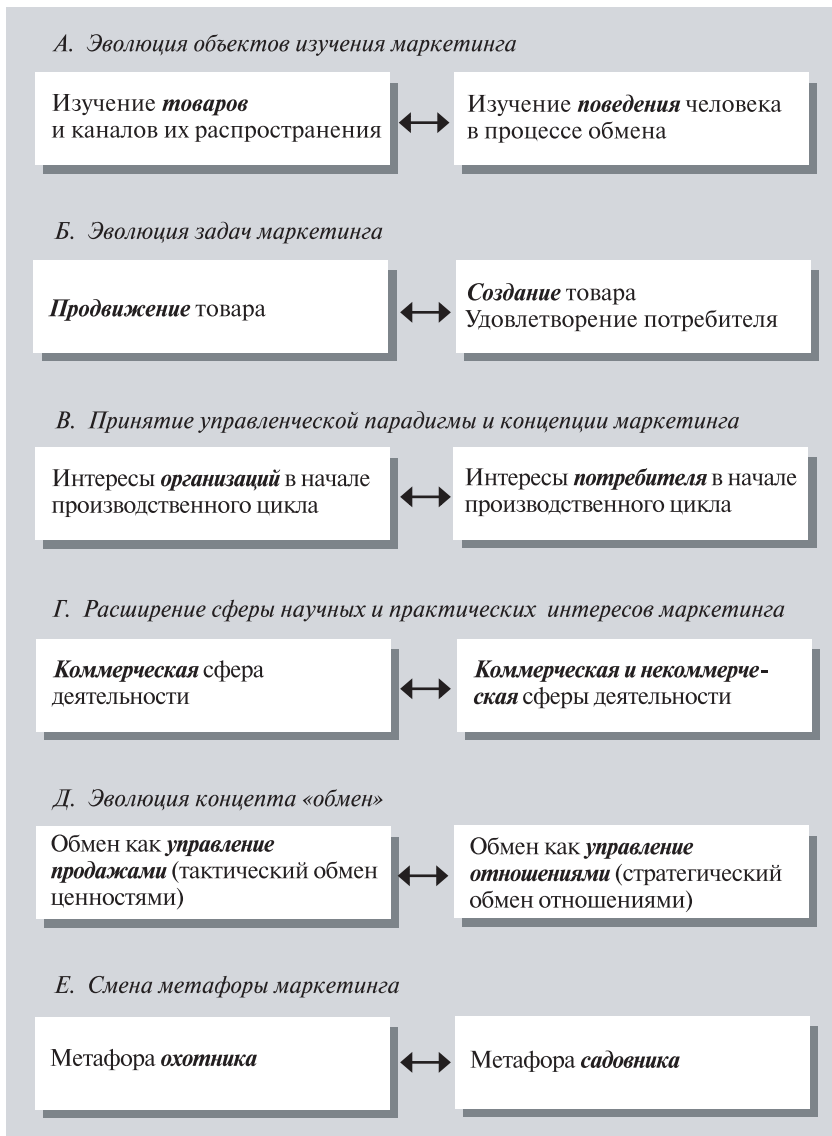 А. Эволюция объектов изучения маркетинга
Изучение товаров
и каналов их распространения
Изучение поведения человека
в процессе обмена
Б. Эволюция задач маркетинга
Продвижение товара
Создание товара
Удовлетворение потребителя
В. Принятие управленческой парадигмы и концепции маркетинга
Интересы организаций в начале
производственного цикла
Интересы потребителя в начале
производственного цикла
Г. Расширение сферы научных и практических интересов маркетинга
Коммерческая сфера
деятельности
Коммерческая и некоммерче-
ская сферы деятельности
Д. Эволюция концепта «обмен»
Обмен как управление
продажами (тактический обмен
ценностями)
Обмен как управление
отношениями (стратегический
обмен отношениями)
Е. Смена метафоры маркетинга
Метафора охотника
Метафора садовника